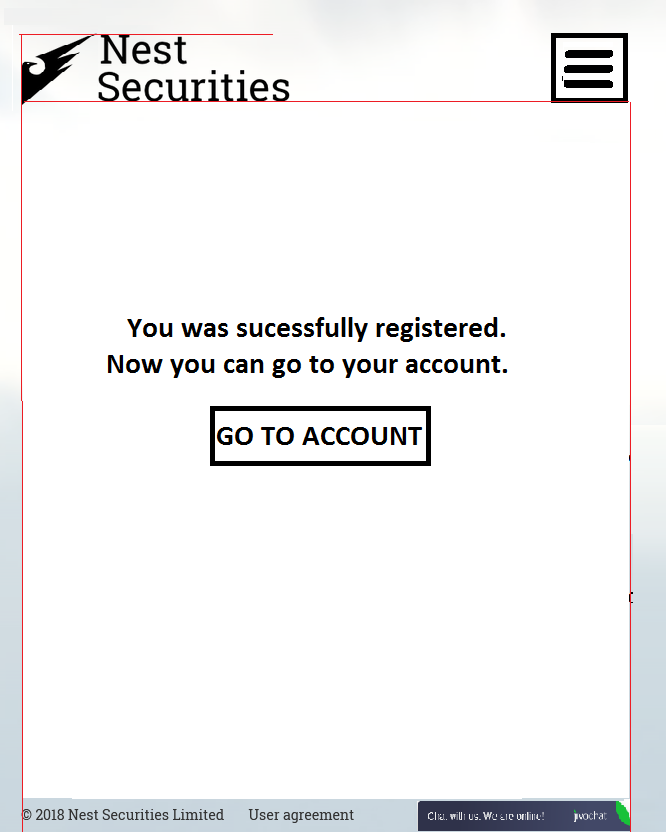 Nest
Securities
You was sucessfully registered.
Now you can go to your account.
GO TO ACCOUNT
© 2018 Nest Securities Limited User agreement
Chat with us. We are online! jivochat